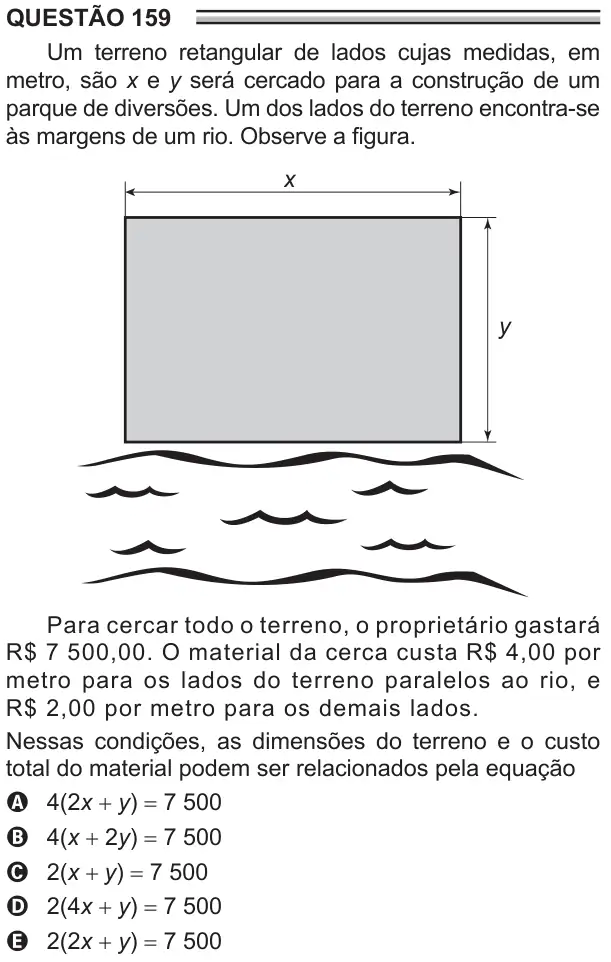 QUESTÃO 159
Um terreno retangular de lados cujas medidas, em
metro, são x e y será cercado para a construção de um
parque de diversões. Um dos lados do terreno encontra-se
às margens de um rio. Observe a figura.
x
y
Para cercar todo o terreno, o proprietário gastará
R$ 7 500,00. O material da cerca custa R$ 4,00 por
metro para os lados do terreno paralelos ao rio, e
R$ 2,00 por metro para os demais lados.
Nessas condições, as dimensões do terreno e o custo
total do material podem ser relacionados pela equação
A 4(2x + y) = 7 500
B 4(x + 2y) = 7 500
C 2(x + y) = 7 500
D 2(4x + y) = 7 500
E 2(2x + y) = 7 500